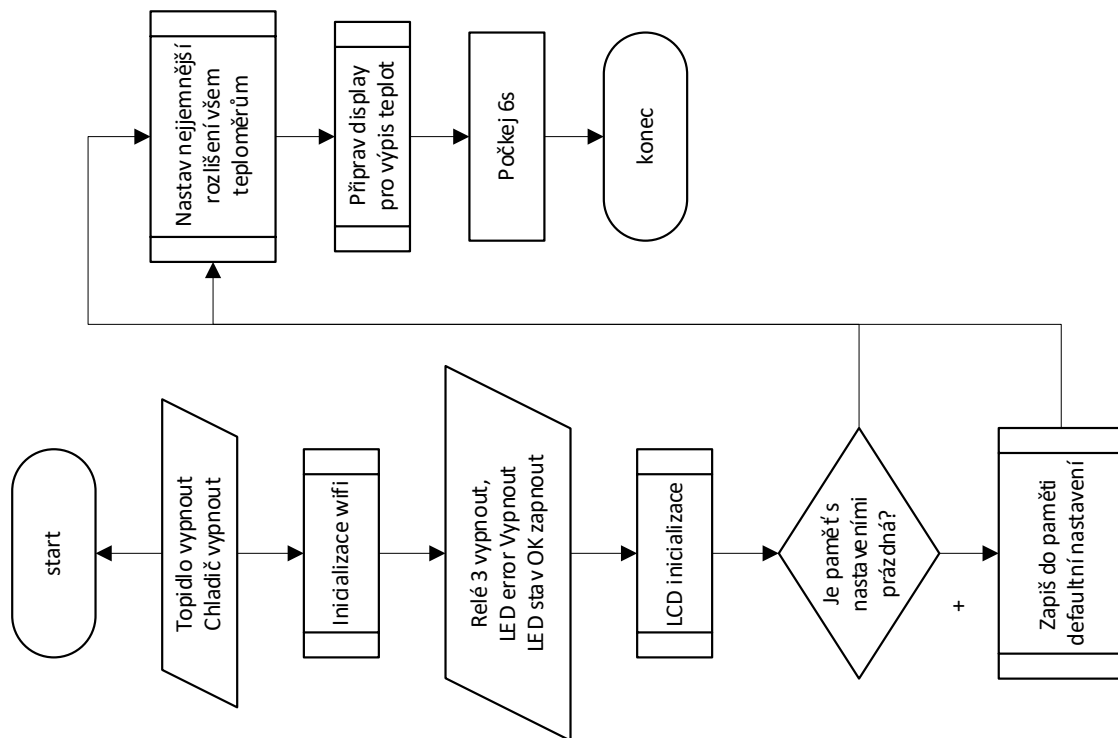 start
Topidlo vypnout
Chladič vypnout
Inicializace wifi
Relé 3 vypnout,
LED error Vypnout
LED stav OK zapnout
LCD inicializace
Je paměť s
nastaveními
prázdná?
+
Zapiš do paměti
defaultní nastavení
Nastav nejjemnější
rozlišení všem
teploměrům
Připrav display
pro výpis teplot
Počkej 6s
konec